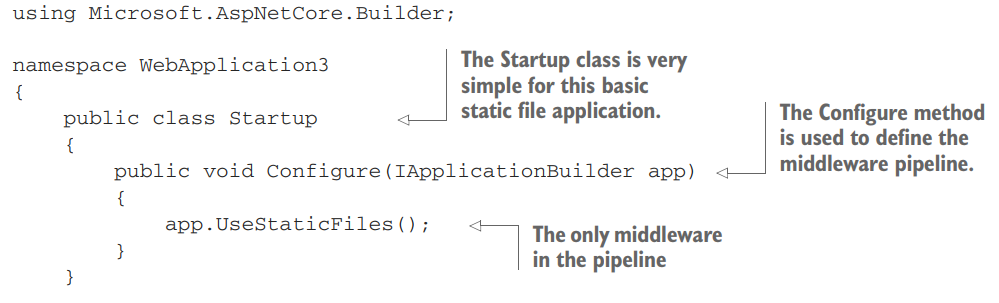 using Microsoft.AspNetCore.Builder;
namespace WebApplication3
{
    public class Startup
    {
        public void Configure(IApplicationBuilder app)
        {
            app.UseStaticFiles();
        }
    }
The Startup class is very
simple for this basic
static file application.
The Configure method
is used to define the
middleware pipeline.
The only middleware
in the pipeline